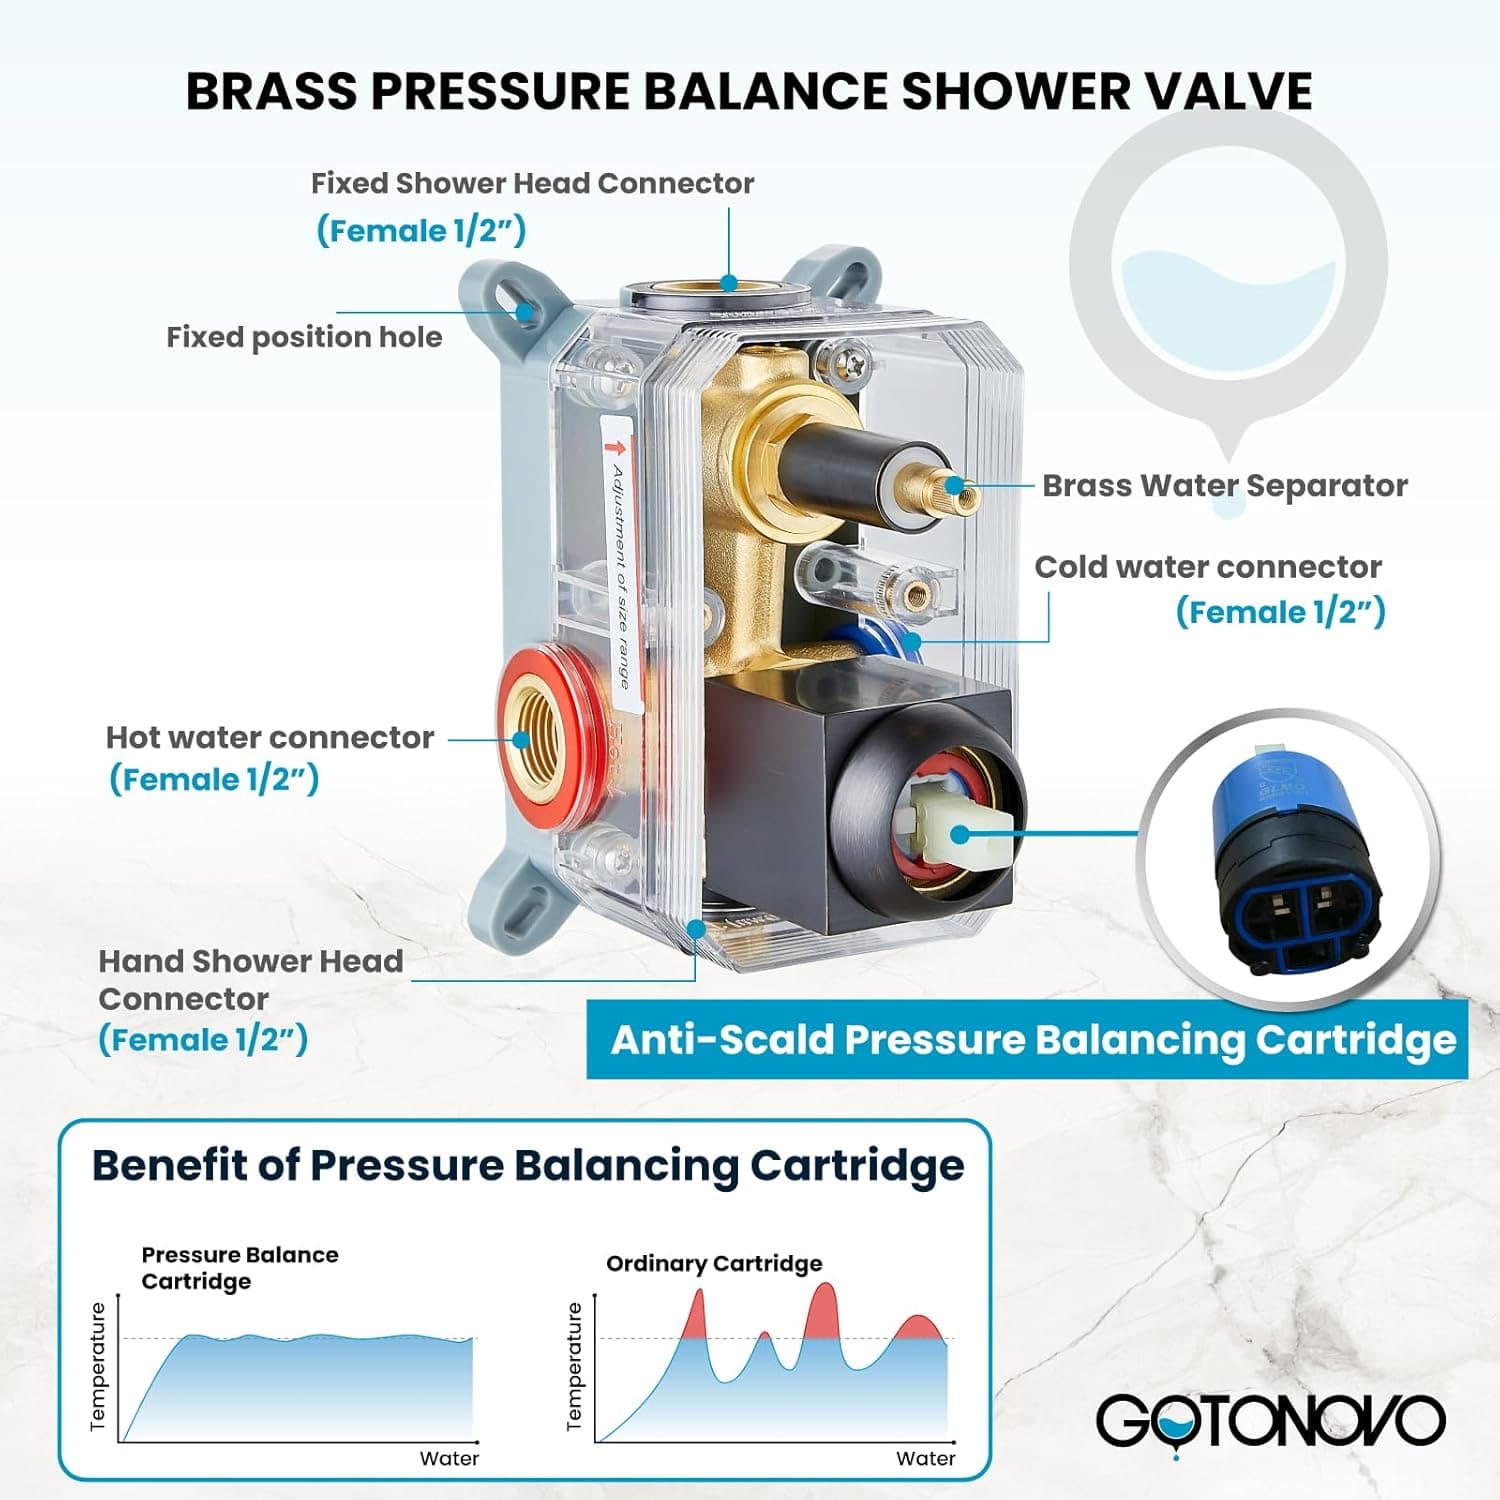 BRASS PRESSURE BALANCE SHOWER VALVE
Fixed Shower Head Connector
(Female 1/2")
Fixed position hole
Adjustment of size range
Brass Water Separator
Cold water connector
(Female 1/2")
Hot water connector
(Female 1/2")
Hand Shower Head
Connector
(Female 1/2")
Anti-Scald Pressure Balancing Cartridge
Benefit of Pressure Balancing Cartridge
Pressure Balance
Cartridge
Temperature
Water
Ordinary Cartridge
Temperature
Water
GOTONOVO